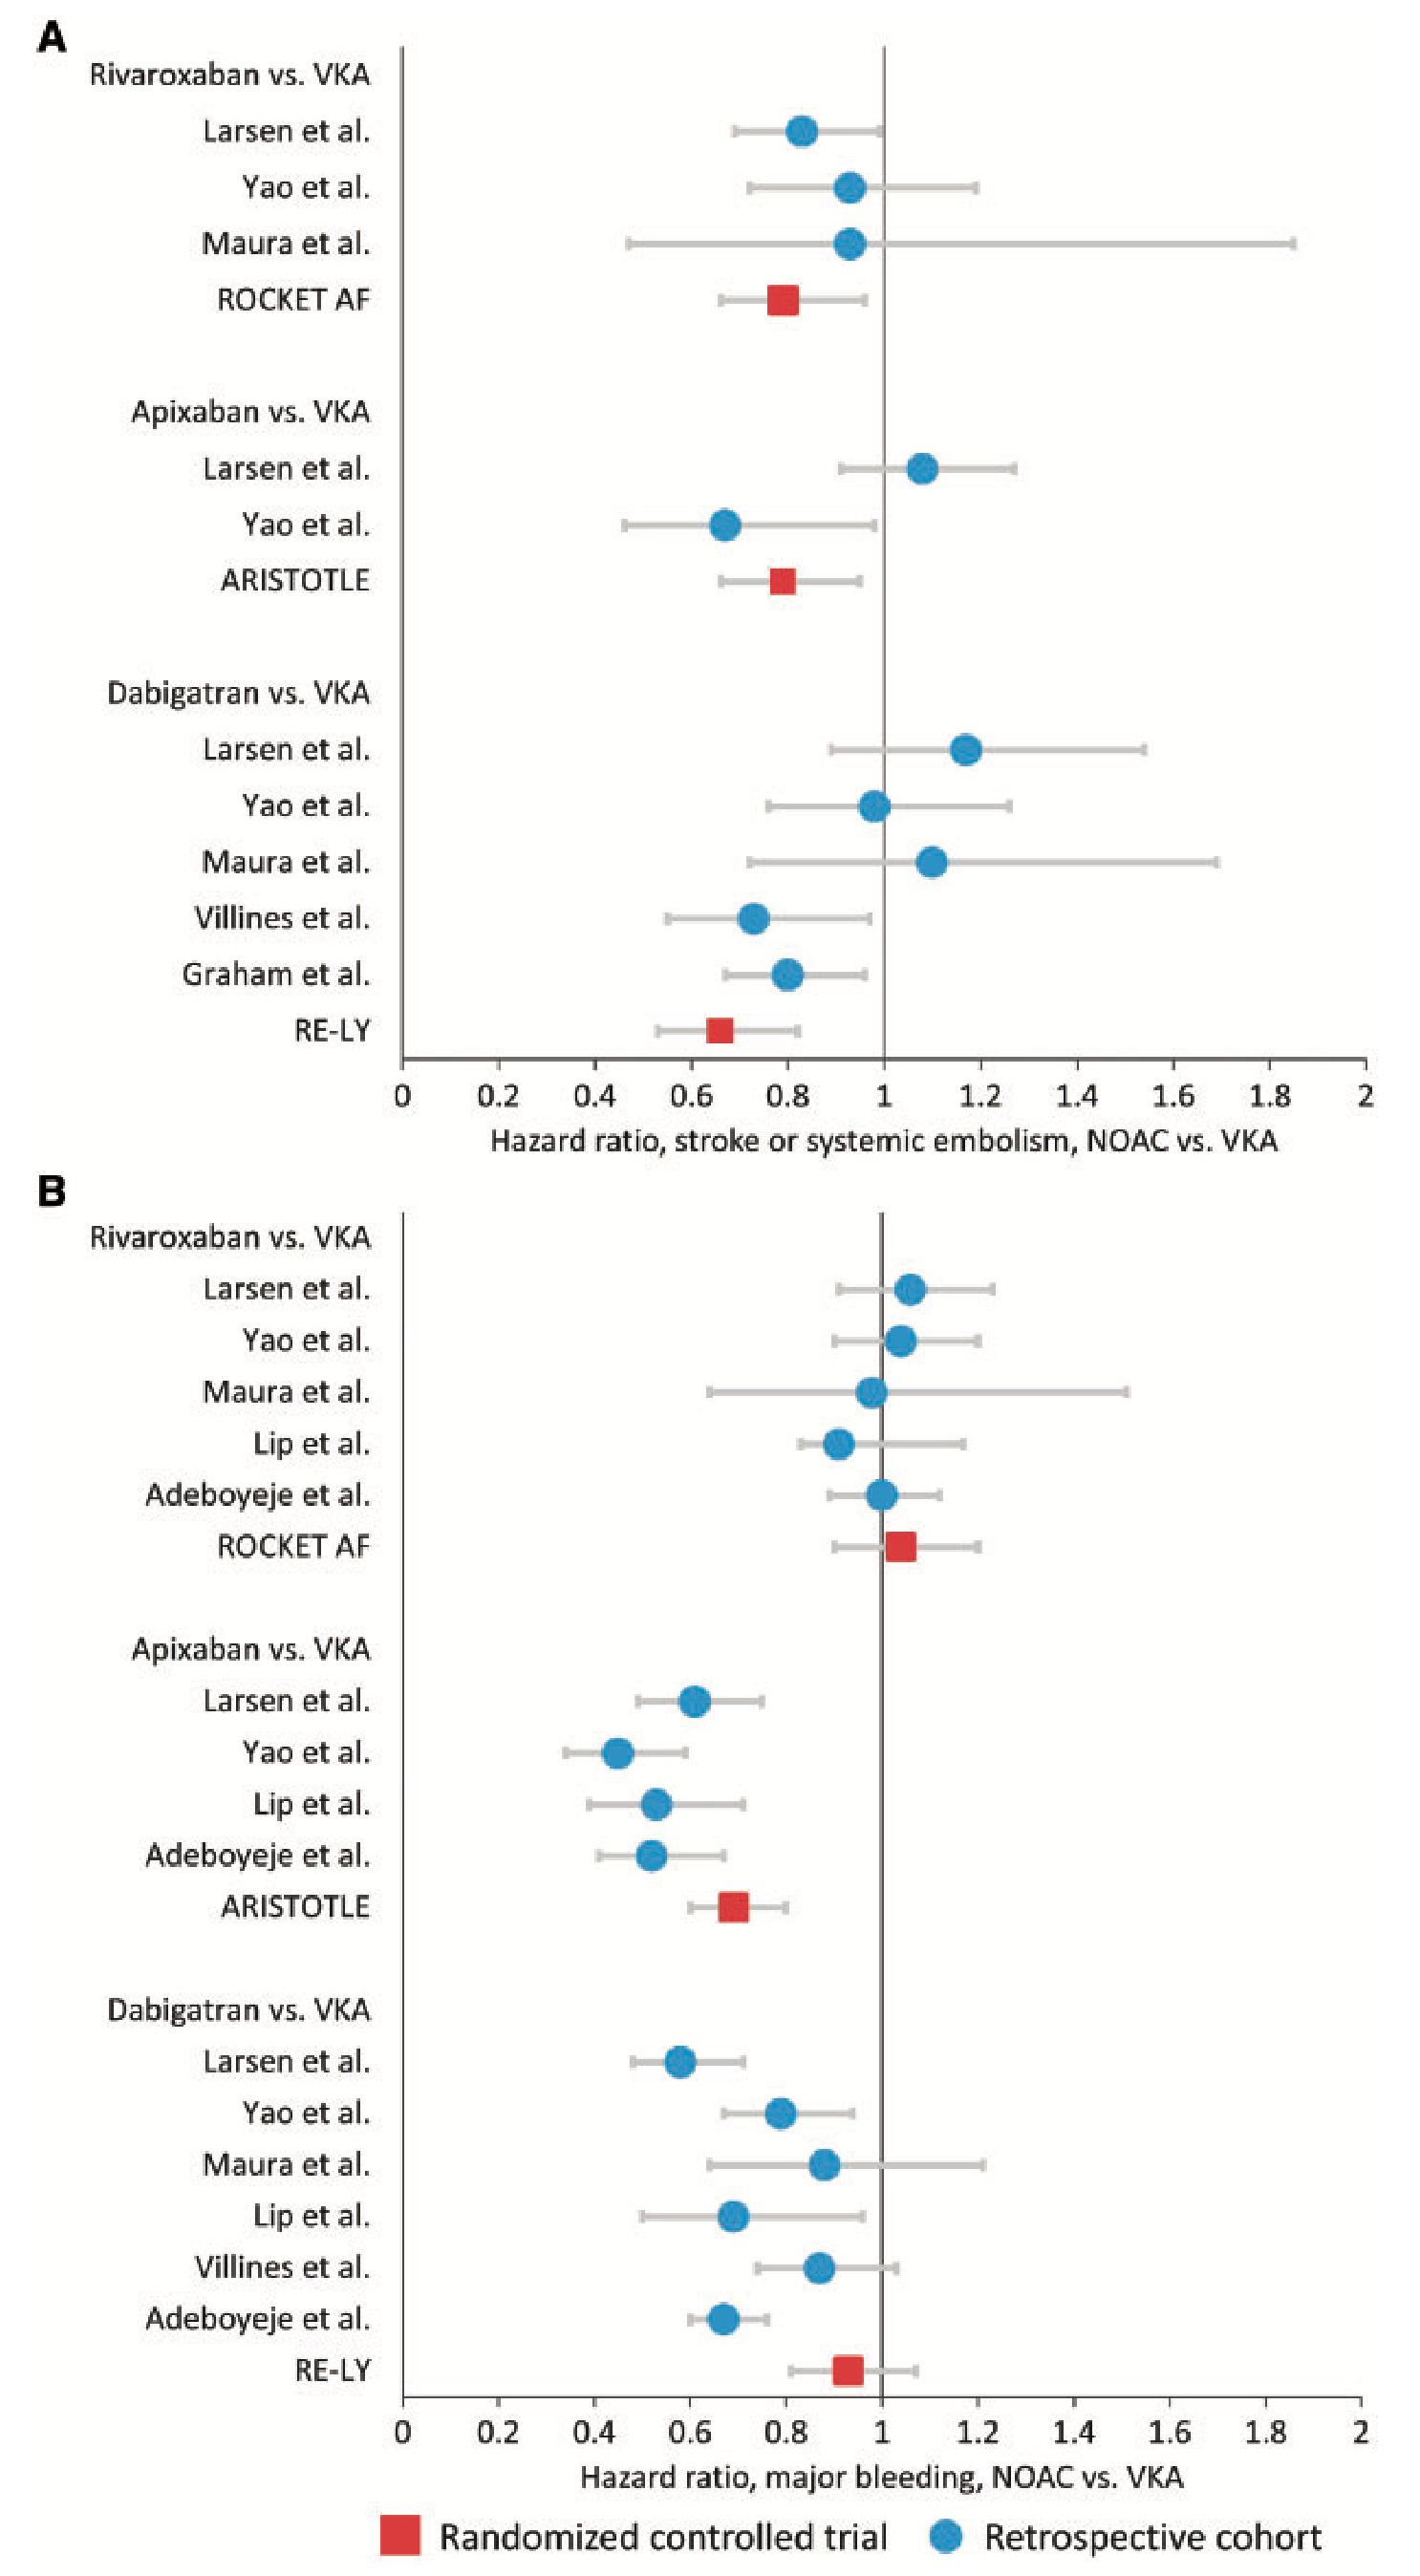 A
Rivaroxaban vs. VKA
Larsen et al.
Yao et al.
Maura et al.
ROCKET AF
Apixaban vs. VKA
Larsen et al.
Yao et al.
ARISTOTLE
Dabigatran vs. VKA
Larsen et al.
Yao et al.
Maura et al.
Villines et al.
Graham et al.
RE-LY
0 0.2 0.4 0.6 0.8 1 1.2 1.4 1.6 1.8 2
Hazard ratio, stroke or systemic embolism, NOAC vs. VKA
B
Rivaroxaban vs. VKA
Larsen et al.
Yao et al.
Maura et al.
Lip et al.
Adeboyeje et al.
ROCKET AF
Apixaban vs. VKA
Larsen et al.
Yao et al.
Lip et al.
Adeboyeje et al.
ARISTOTLE
Dabigatran vs. VKA
Larsen et al.
Yao et al.
Maura et al.
Lip et al.
Villines et al.
Adeboyeje et al.
RE-LY
0 0.2 0.4 0.6 0.8 1 1.2 1.4 1.6 1.8 2
Hazard ratio, major bleeding, NOAC vs. VKA
Randomized controlled trial Retrospective cohort